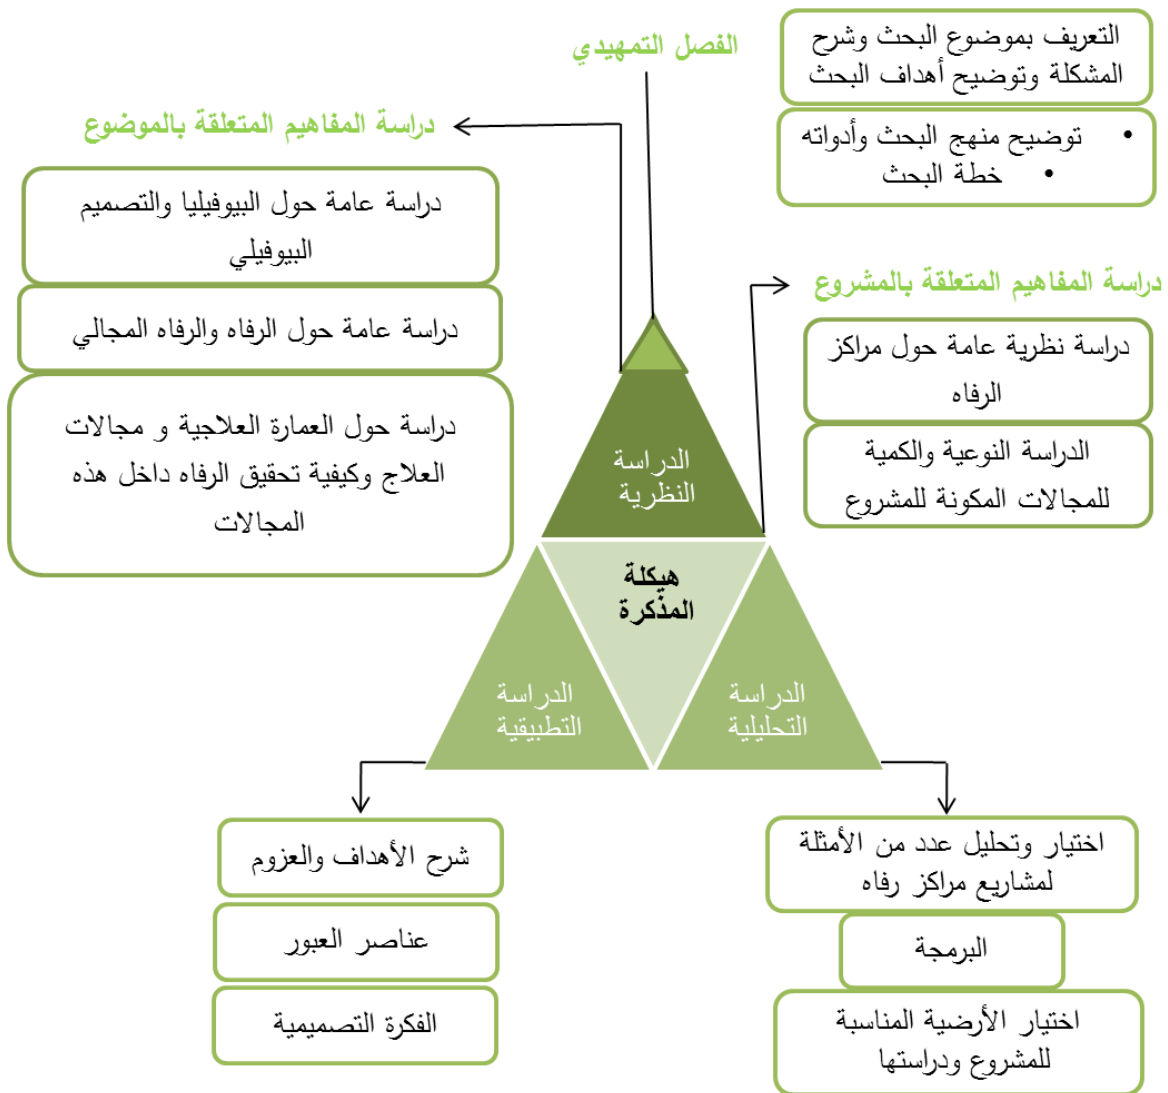 الفصل التمهيدي
التعريف بموضوع البحث وشرح
المشكلة وتوضيح أهداف البحث
• توضيح منهج البحث وأدواته
• خطة البحث
دراسة المفاهيم المتعلقة بالموضوع
دراسة عامة حول البيوفيليا والتصميم
البيوفيلي
دراسة عامة حول الرفاه والرفاه المجالي
دراسة حول العمارة العلاجية و مجالات
العلاج وكيفية تحقيق الرفاه داخل هذه
المجالات
دراسة المفاهيم المتعلقة بالمشروع
دراسة نظرية عامة حول مراكز
الرفاه
الدراسة النوعية والكمية
للمجالات المكونة للمشروع
الدراسة
النظرية
هيكلة
المذكرة
الدراسة
التحليلية
الدراسة
التطبيقية
اختيار وتحليل عدد من الأمثلة
لمشاريع مراكز رفاه
البرمجة
اختيار الأرضية المناسبة
للمشروع ودراستها
شرح الأهداف والعزوم
عناصر العبور
الفكرة التصميمية